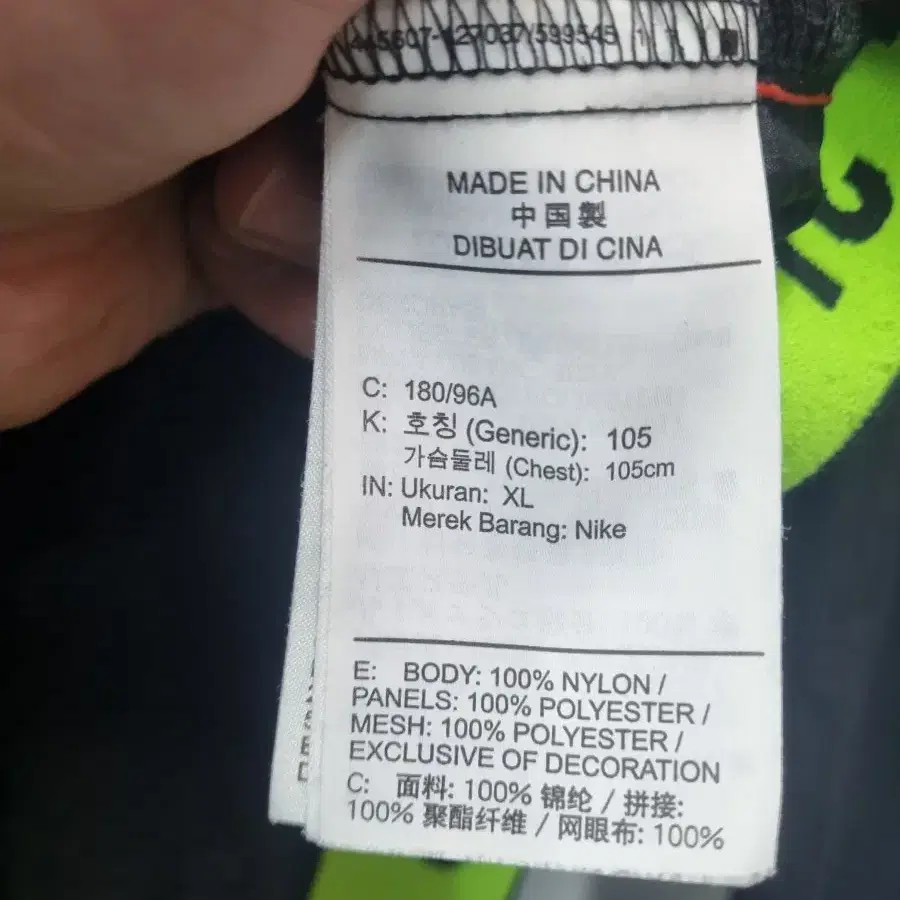 MADE IN CHINA
中国製
DIBUAT DI CINA
C: 180/96A
K: 호칭 (Generic): 105
가슴둘레 (Chest): 105cm
IN: Ukuran: XL
Merek Barang: Nike
E: BODY: 100% NYLON /
PANELS: 100% POLYESTER /
MESH: 100% POLYESTER /
EXCLUSIVE OF DECORATION
C: 面料: 100% 锦纶 / 拼接:
100% 聚酯纤维 / 网眼布: 100%